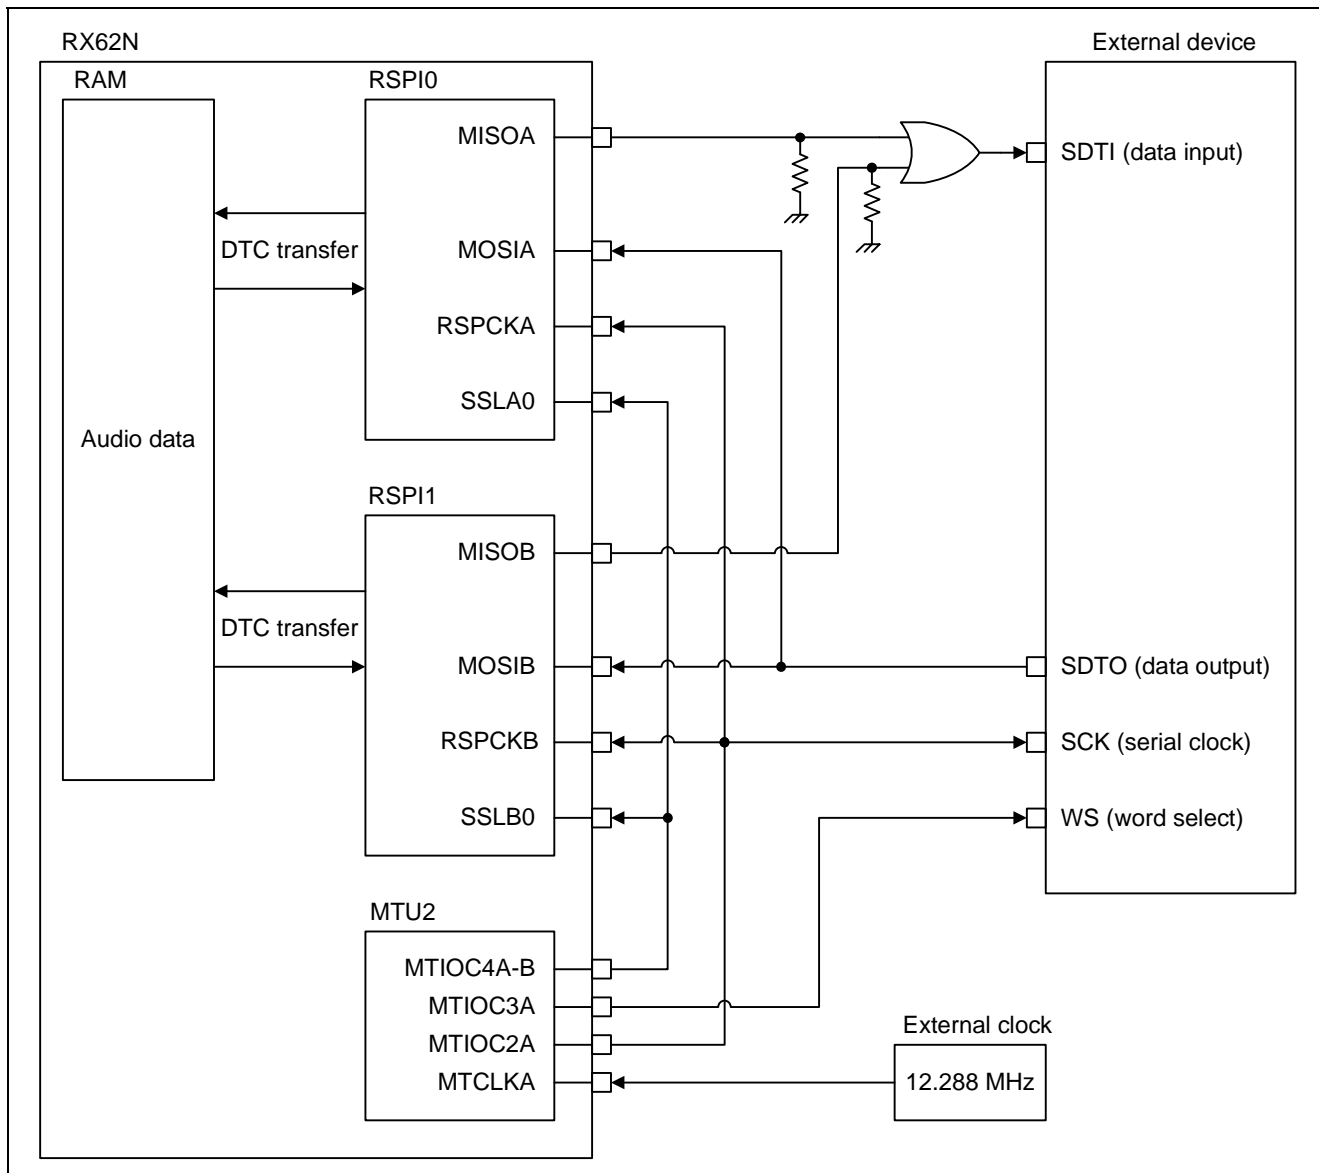 RX62N
External device
RAM
RSPI0
MISOA
SDTI (data input)
DTC transfer
MOSIA
RSPCKA
SSLA0
Audio data
RSPI1
MISOB
DTC transfer
MOSIB
SDTO (data output)
RSPCKB
SCK (serial clock)
SSLB0
WS (word select)
MTU2
MTIOC4A-B
MTIOC3A
External clock
MTIOC2A
MTCLKA
12.288 MHz